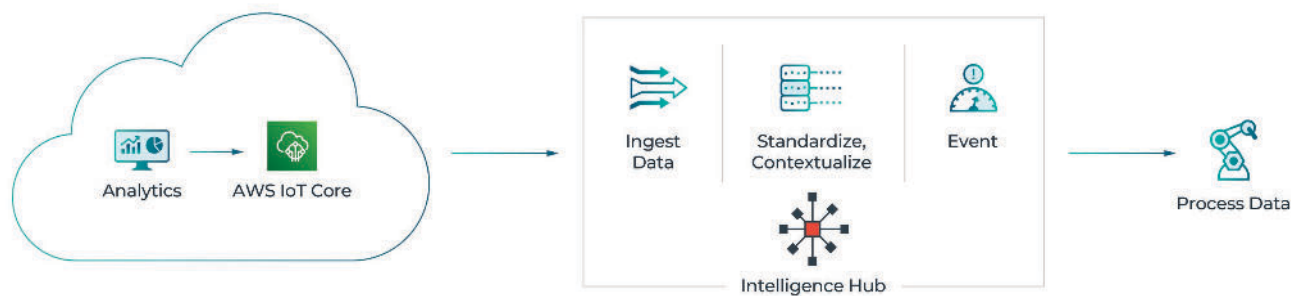 Analytics
AWS IoT Core
Ingest
Data
Standardize,
Contextualize
Event
Intelligence Hub
Process Data